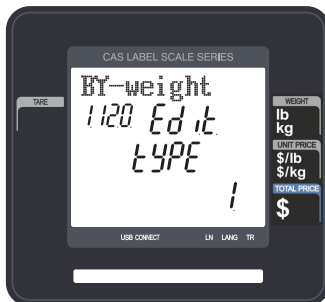 CAS LABEL SCALE SERIES
BY-weight
1120 Edit
tYPE
1
TARE
WEIGHT
lb
kg
UNIT PRICE
$/lb
$/kg
TOTAL PRICE
$
USB CONNECT LN LANG TR